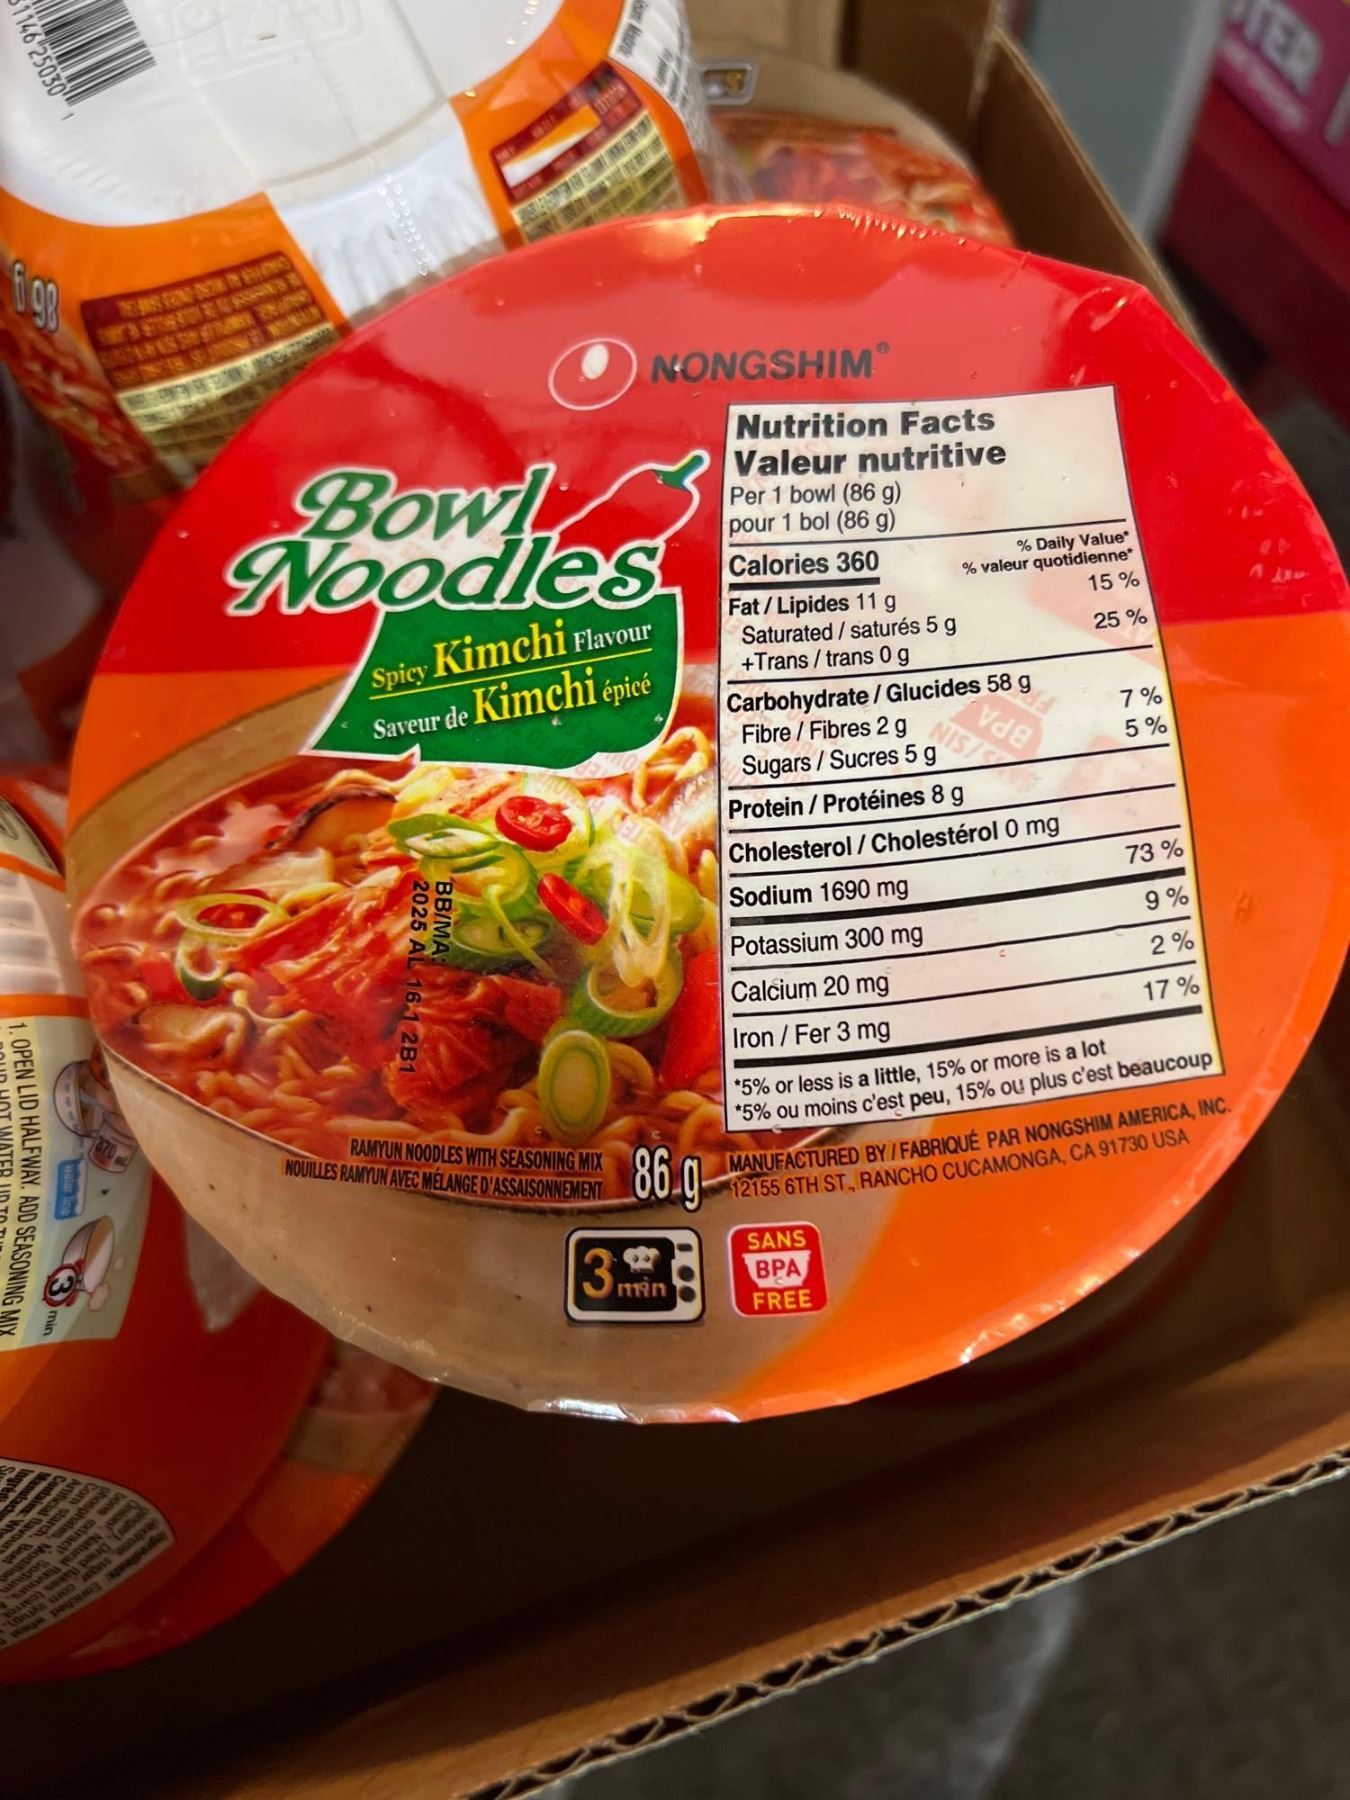 31146 25030 1
86 g
NONGSHIM®
Bowl
Noodles
Spicy Kimchi Flavour
Saveur de Kimchi épicé
Nutrition Facts
Valeur nutritive
Per 1 bowl (86 g)
pour 1 bol (86 g)
Calories 360
% Daily Value*
% valeur quotidienne*
Fat / Lipides 11 g 15 %
Saturated / saturés 5 g
+Trans / trans 0 g 25 %
Carbohydrate / Glucides 58 g
Fibre / Fibres 2 g 7 %
Sugars / Sucres 5 g 5 %
Protein / Protéines 8 g
Cholesterol / Cholestérol 0 mg
Sodium 1690 mg 73 %
Potassium 300 mg 9 %
Calcium 20 mg 2 %
Iron / Fer 3 mg 17 %
*5% or less is a little, 15% or more is a lot
*5% ou moins c'est peu, 15% ou plus c'est beaucoup
BB/MA:
2025 AL 16.1 2B1
RAMYUN NOODLES WITH SEASONING MIX
NOUILLES RAMYUN AVEC MÉLANGE D'ASSAISONNEMENT
86 g
MANUFACTURED BY / FABRIQUÉ PAR NONGSHIM AMERICA, INC.
12155 6TH ST., RANCHO CUCAMONGA, CA 91730 USA
3 min
SANS
BPA
FREE
1. OPEN LID HALFWAY. ADD SEASONING MIX
3 min